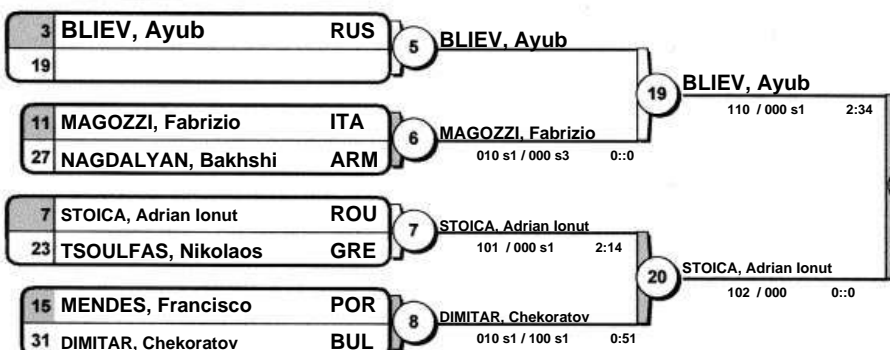 3 BLIEV, Ayub RUS
19
5
BLIEV, Ayub
11 MAGOZZI, Fabrizio ITA
27 NAGDALYAN, Bakhshi ARM
6
MAGOZZI, Fabrizio
010 s1 / 000 s3 0::0
19
BLIEV, Ayub
110 / 000 s1 2:34
7 STOICA, Adrian Ionut ROU
23 TSOULFAS, Nikolaos GRE
7
STOICA, Adrian Ionut
101 / 000 s1 2:14
15 MENDES, Francisco POR
31 DIMITAR, Chekoratov BUL
8
DIMITAR, Chekoratov
010 s1 / 100 s1 0:51
20
STOICA, Adrian Ionut
102 / 000 0::0